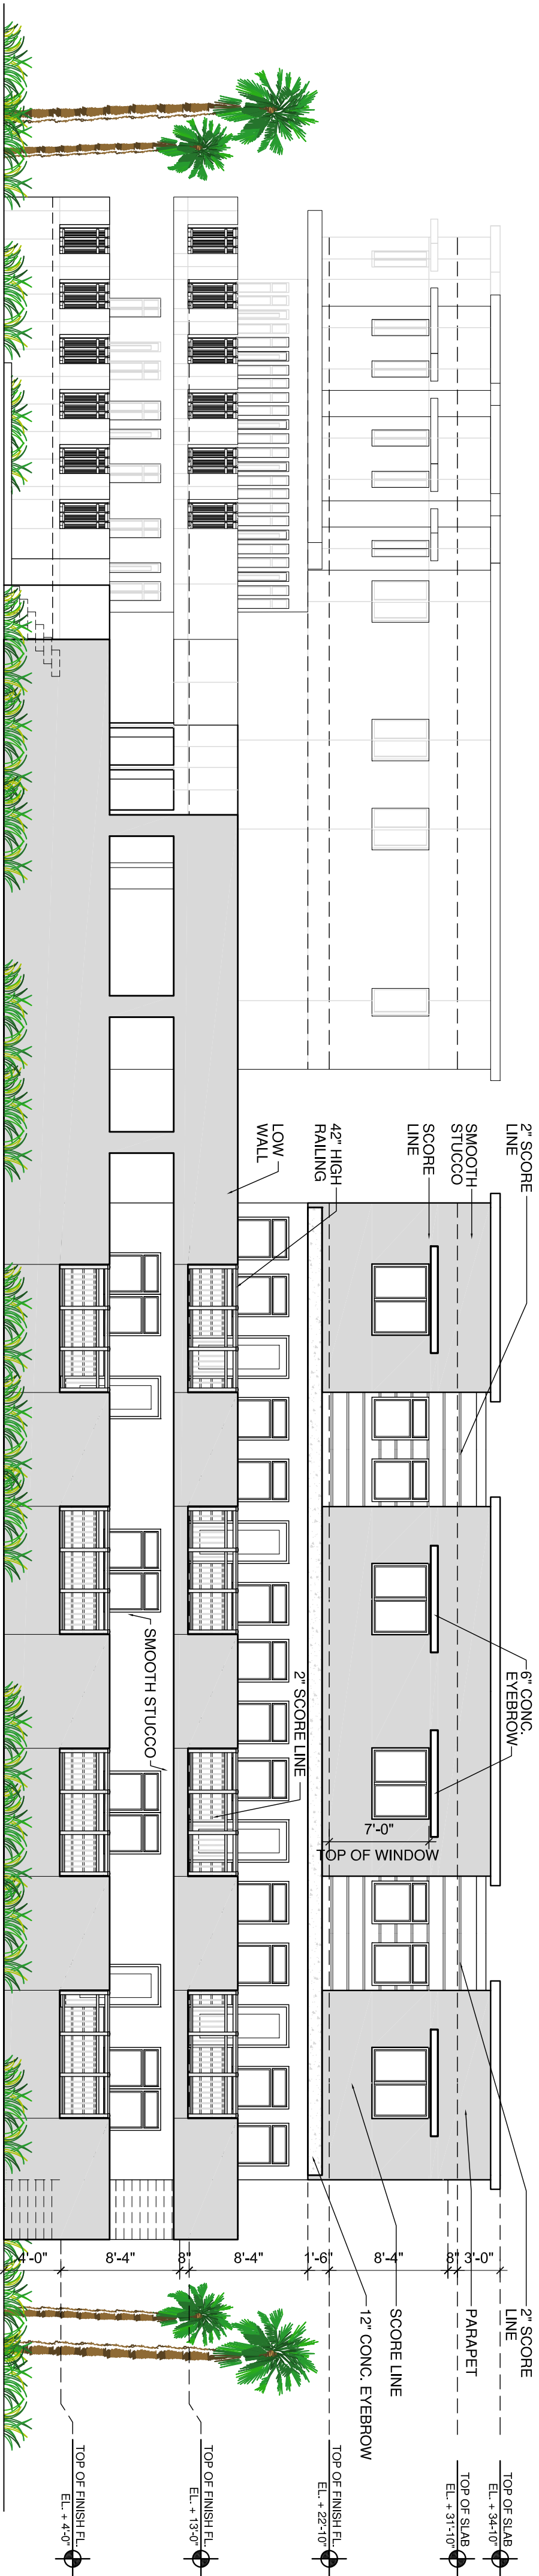 2" SCORE
LINE
SMOOTH
STUCCO
SCORE
LINE
42" HIGH
RAILING
LOW
WALL
6" CONC.
EYEBROW
7'-0"
TOP OF WINDOW
2" SCORE LINE
SMOOTH STUCCO
2" SCORE
LINE
PARAPET
SCORE LINE
12" CONC. EYEBROW
3'-0"
8"
8'-4"
1'-6"
8'-4"
8"
8'-4"
4'-0"
TOP OF SLAB
EL. + 34'-10"
TOP OF SLAB
EL. + 31'-10"
TOP OF FINISH FL.
EL. + 22'-10"
TOP OF FINISH FL.
EL. + 13'-0"
TOP OF FINISH FL.
EL. + 4'-0"